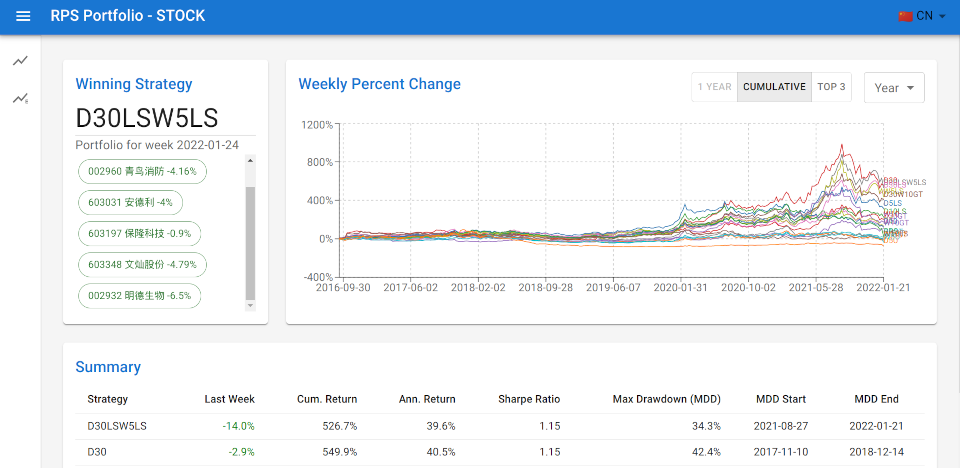 RPS Portfolio - STOCK
CN
Winning Strategy
D30LSW5LS
Portfolio for week 2022-01-24
002960 青鸟消防 -4.16%
603031 安德利 -4%
603197 保隆科技 -0.9%
603348 文灿股份 -4.79%
002932 明德生物 -6.5%
Weekly Percent Change
1 YEAR CUMULATIVE TOP 3
Year
1200%
800%
400%
0%
-400%
D30
D30LSW5LS
D30W10GT
D5LS
2016-09-30 2017-06-02 2018-02-02 2018-09-28 2019-06-07 2020-01-31 2020-10-02 2021-05-28 2022-01-21
Summary
Strategy Last Week Cum. Return Ann. Return Sharpe Ratio Max Drawdown (MDD) MDD Start MDD End
D30LSW5LS -14.0% 526.7% 39.6% 1.15 34.3% 2021-08-27 2022-01-21
D30 -2.9% 549.9% 40.5% 1.15 42.4% 2017-11-10 2018-12-14